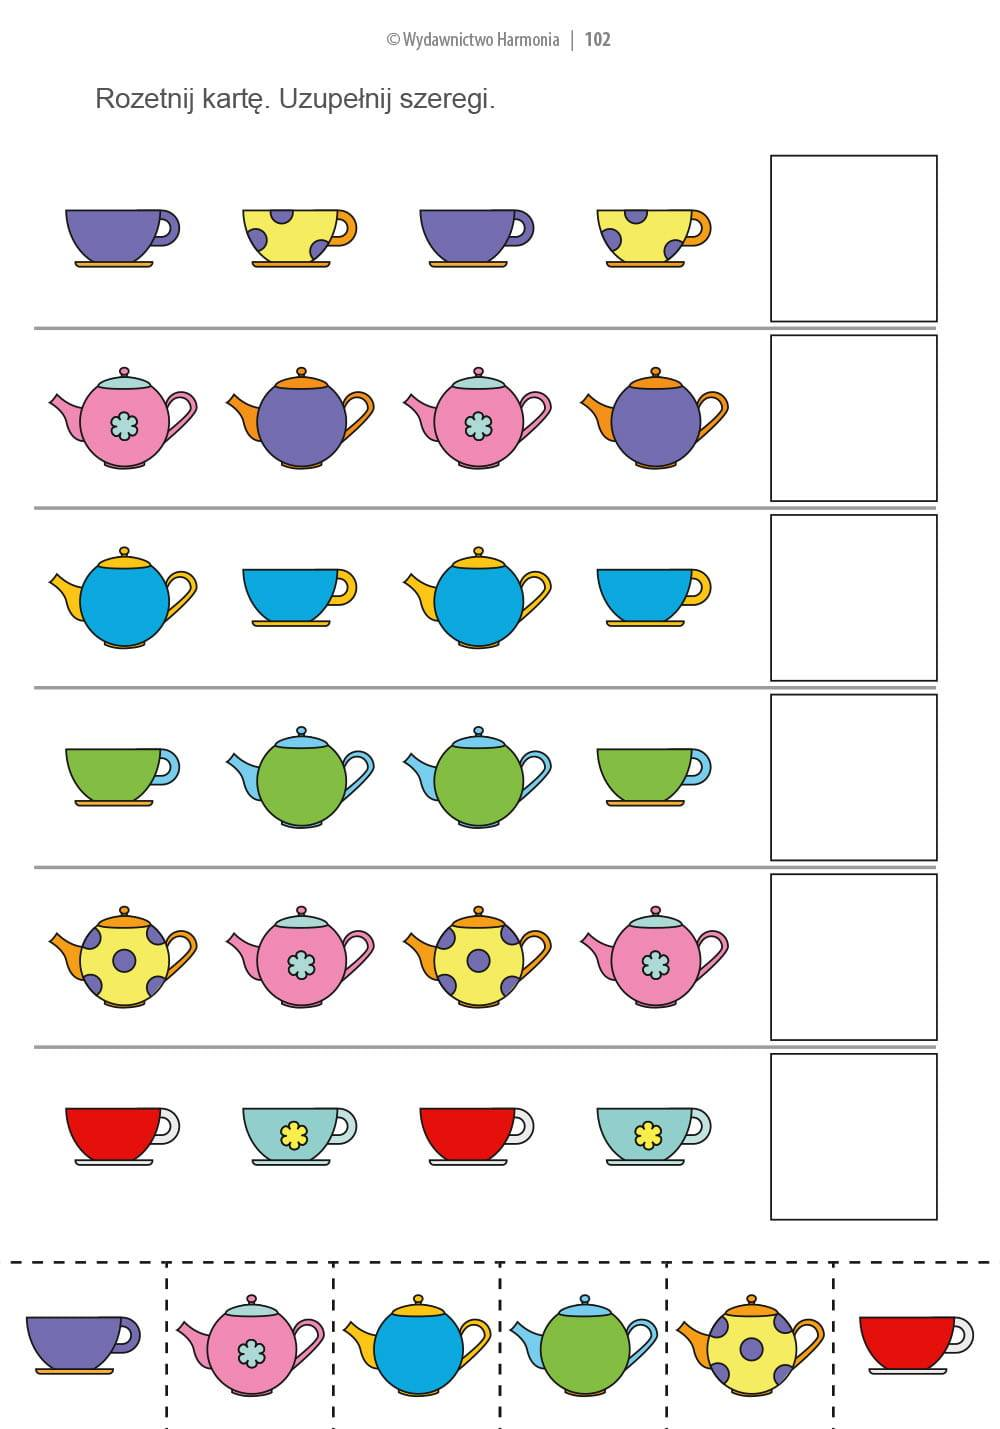 © Wydawnictwo Harmonia | 102
Rozetnij kartę. Uzupełnij szeregi.